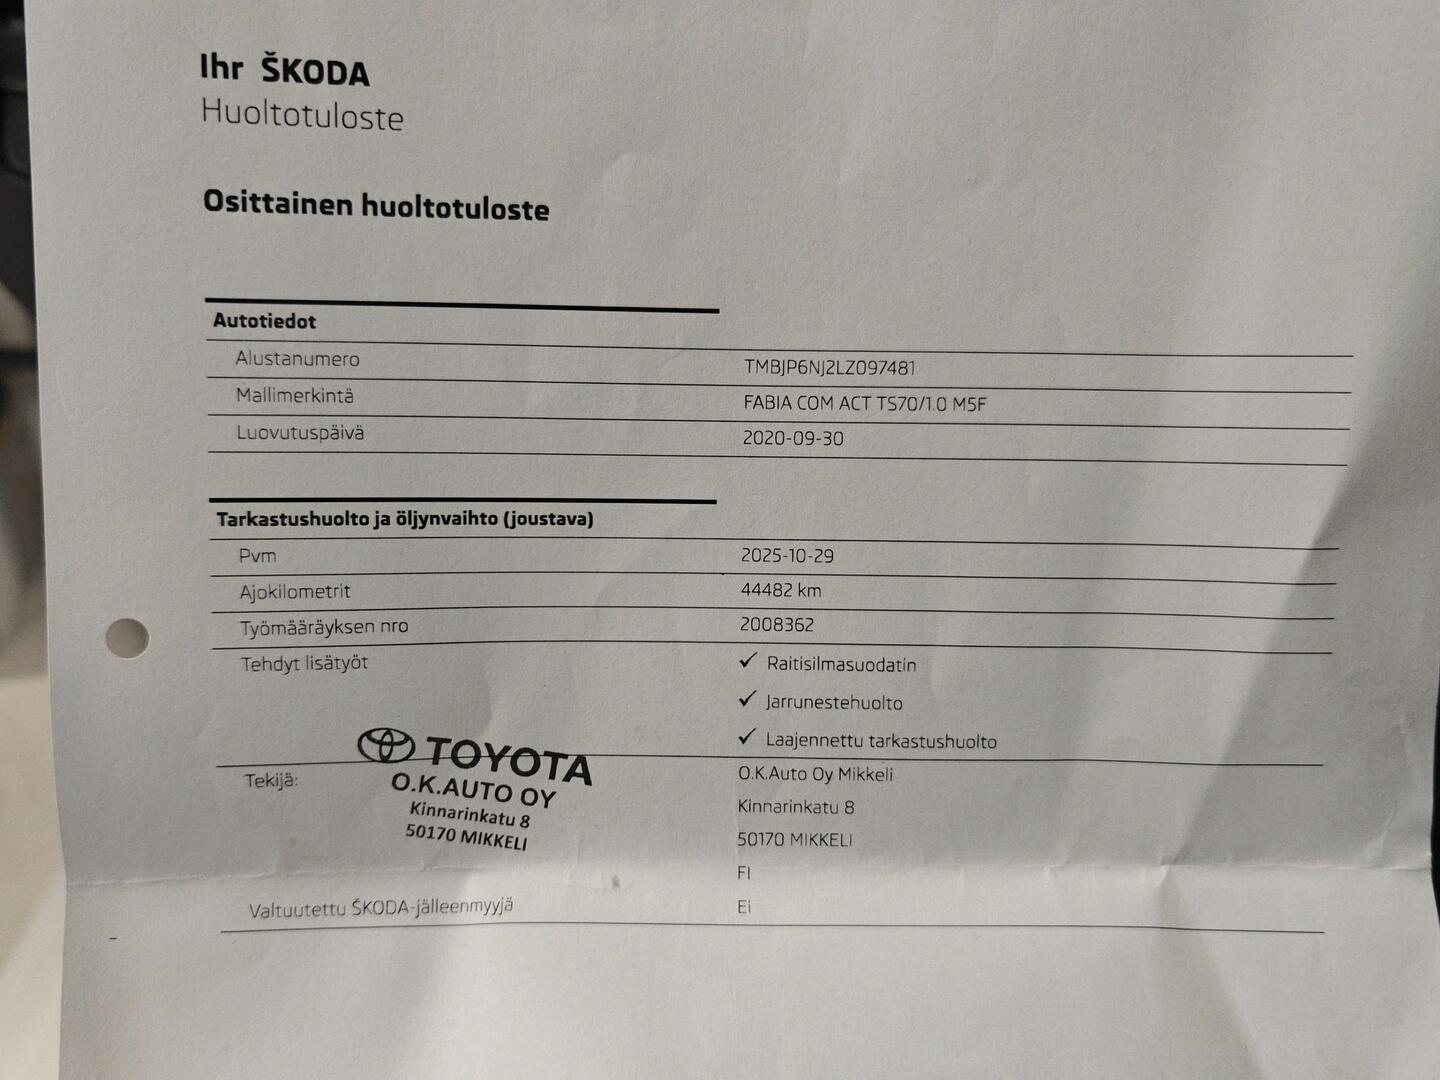 Ihr ŠKODA
Huoltotuloste
Osittainen huoltotuloste
Autotiedot
Alustanumero TMBJP6NJ2LZ097481
Mallimerkintä FABIA COM ACT TS70/1.0 M5F
Luovutuspäivä 2020-09-30
Tarkastushuolto ja öljynvaihto (joustava)
Pvm 2025-10-29
Ajokilometrit 44482 km
Työmääräyksen nro 2008362
Tehdyt lisätyöt ✓ Raitisilmasuodatin
✓ Jarrunestehuolto
✓ Laajennettu tarkastushuolto
TOYOTA
O.K.AUTO OY
Kinnarinkatu 8
50170 MIKKELI
Tekijä: O.K.Auto Oy Mikkeli
Kinnarinkatu 8
50170 MIKKELI
FI
Valtuutettu ŠKODA-jälleenmyyjä Ei